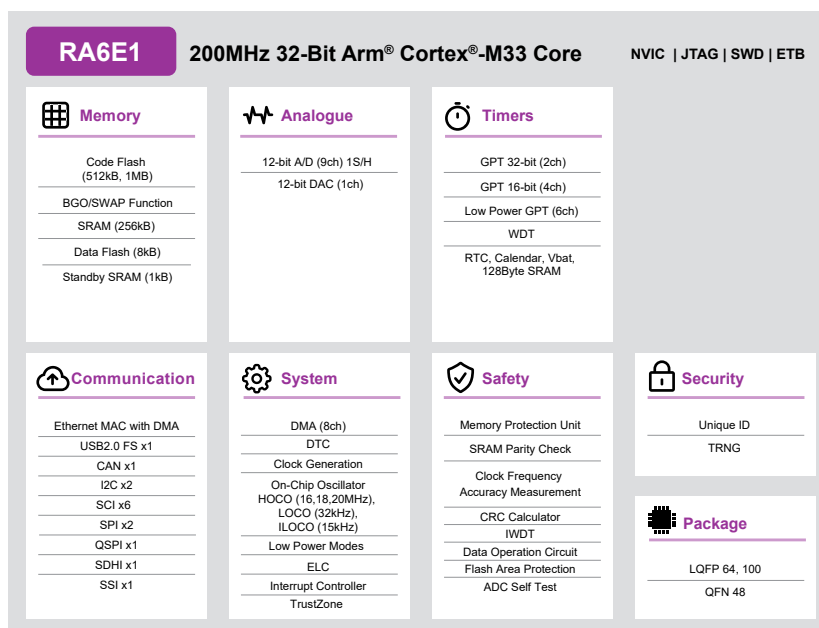 RA6E1
200MHz 32-Bit Arm® Cortex®-M33 Core
NVIC | JTAG | SWD | ETB
Memory
Code Flash
(512kB, 1MB)
BGO/SWAP Function
SRAM (256kB)
Data Flash (8kB)
Standby SRAM (1kB)
Analogue
12-bit A/D (9ch) 1S/H
12-bit DAC (1ch)
Timers
GPT 32-bit (2ch)
GPT 16-bit (4ch)
Low Power GPT (6ch)
WDT
RTC, Calendar, Vbat,
128Byte SRAM
Communication
Ethernet MAC with DMA
USB2.0 FS x1
CAN x1
I2C x2
SCI x6
SPI x2
QSPI x1
SDHI x1
SSI x1
System
DMA (8ch)
DTC
Clock Generation
On-Chip Oscillator
HOCO (16,18,20MHz),
LOCO (32kHz),
ILOCO (15kHz)
Low Power Modes
ELC
Interrupt Controller
TrustZone
Safety
Memory Protection Unit
SRAM Parity Check
Clock Frequency
Accuracy Measurement
CRC Calculator
IWDT
Data Operation Circuit
Flash Area Protection
ADC Self Test
Security
Unique ID
TRNG
Package
LQFP 64, 100
QFN 48